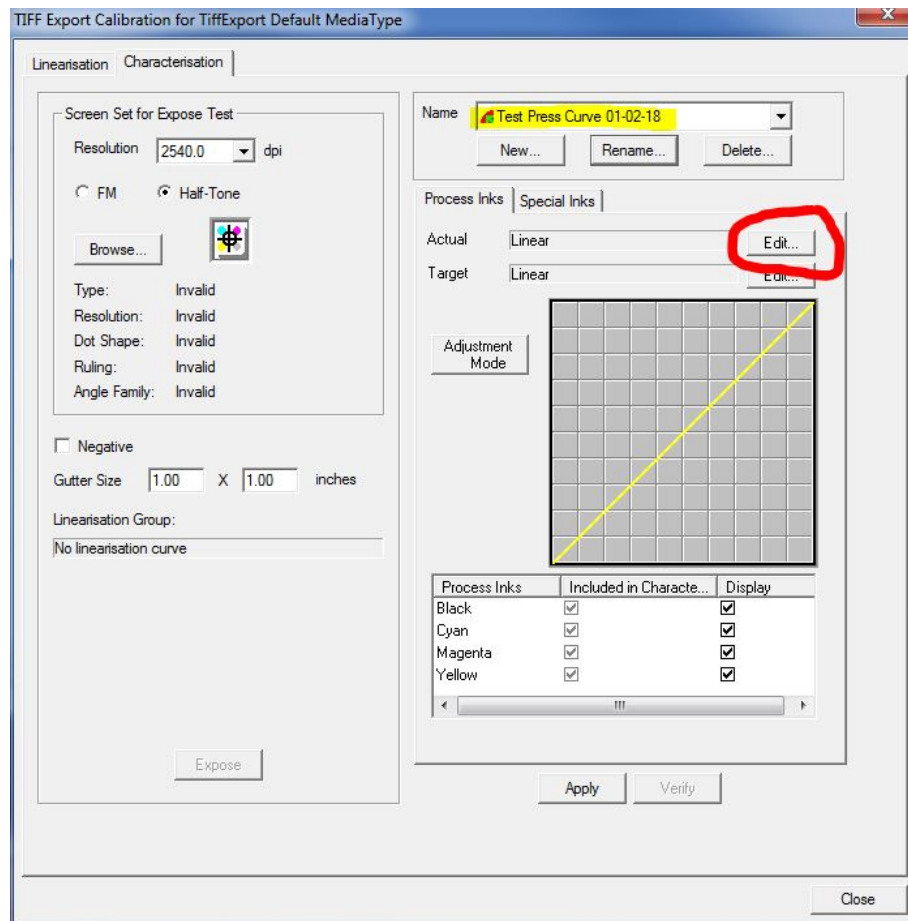 TIFF Export Calibration for TiffExport Default MediaType
X
Linearisation Characterisation
Screen Set for Expose Test
Resolution 2540.0 dpi
FM Half-Tone
Browse...
Type: Invalid
Resolution: Invalid
Dot Shape: Invalid
Ruling: Invalid
Angle Family: Invalid
Negative
Gutter Size 1.00 X 1.00 inches
Linearisation Group:
No linearisation curve
Expose
Name Test Press Curve 01-02-18
New... Rename... Delete...
Process Inks Special Inks
Actual Linear Edit...
Target Linear Edit...
Adjustment
Mode
Process Inks Included in Characte... Display
Black
Cyan
Magenta
Yellow
Apply Verify
Close